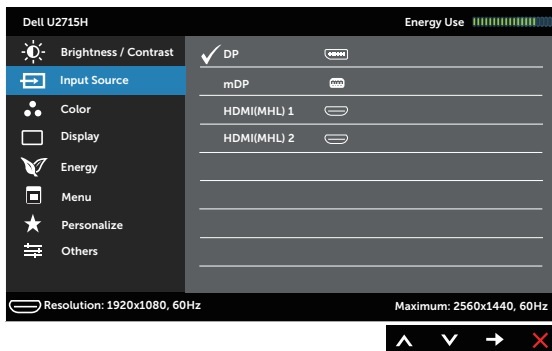 Dell U2715H
Energy Use
Brightness / Contrast
Input Source
Color
Display
Energy
Menu
Personalize
Others
DP
mDP
HDMI(MHL) 1
HDMI(MHL) 2
Resolution: 1920x1080, 60Hz
Maximum: 2560x1440, 60Hz